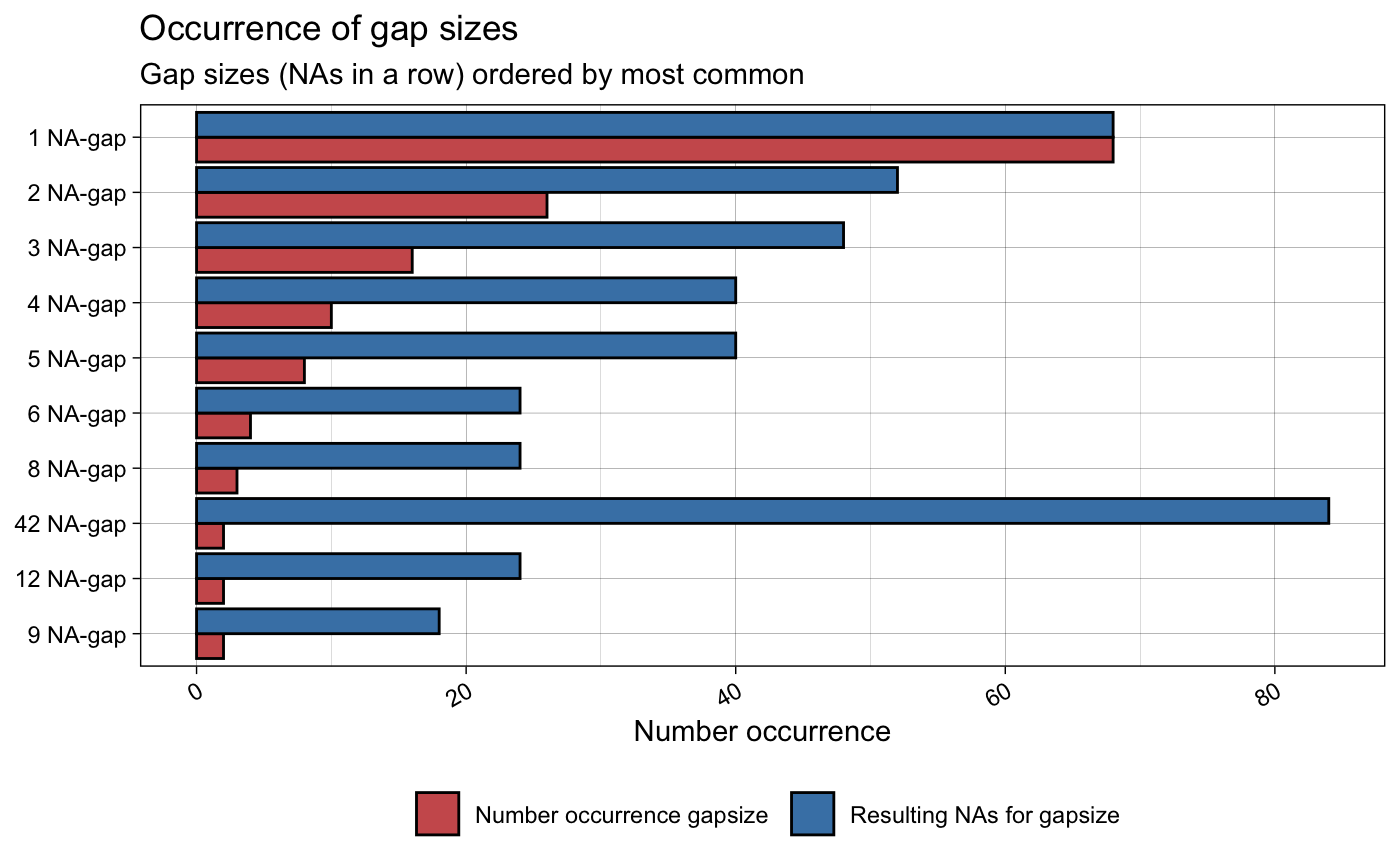 Occurrence of gap sizes
Gap sizes (NAs in a row) ordered by most common
1 NA-gap
2 NA-gap
3 NA-gap
4 NA-gap
5 NA-gap
6 NA-gap
8 NA-gap
42 NA-gap
12 NA-gap
9 NA-gap
0 20 40 60 80
Number occurrence
Number occurrence gapsize Resulting NAs for gapsize